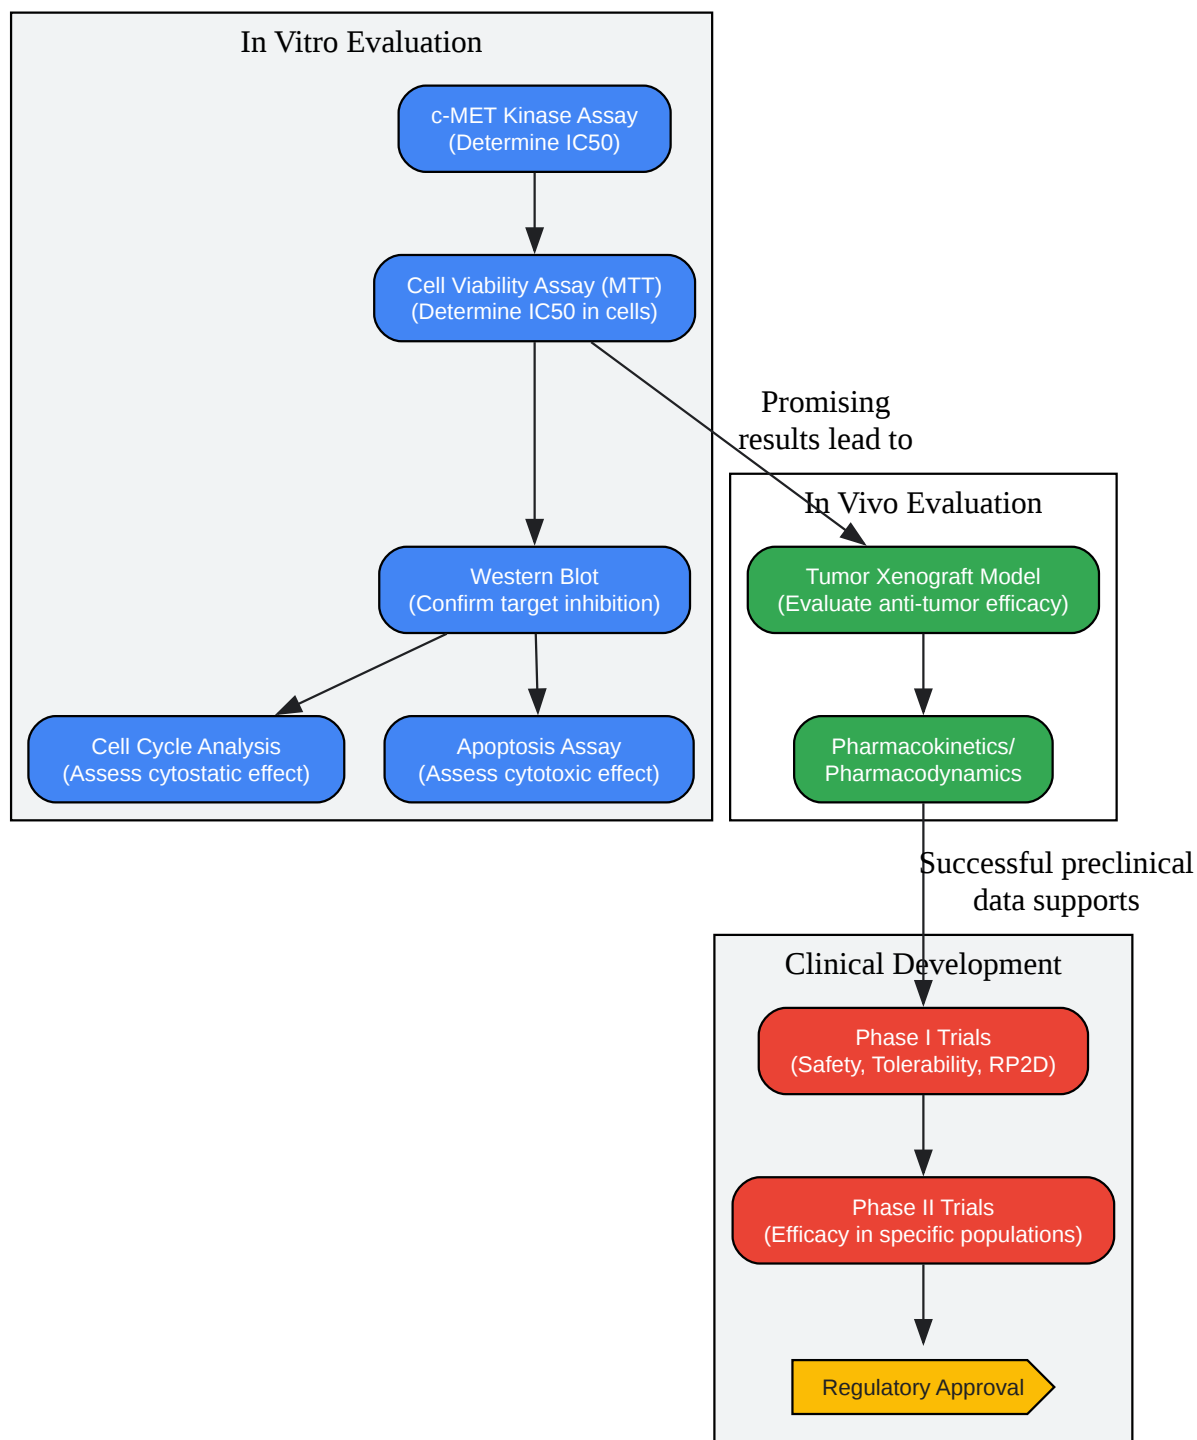 In Vitro Evaluation
c-MET Kinase Assay
(Determine IC50)
Cell Viability Assay (MTT)
(Determine IC50 in cells)
Promising
results lead to
In Vivo Evaluation
Western Blot
(Confirm target inhibition)
Tumor Xenograft Model
(Evaluate anti-tumor efficacy)
Cell Cycle Analysis
(Assess cytostatic effect)
Apoptosis Assay
(Assess cytotoxic effect)
Pharmacokinetics/
Pharmacodynamics
Successful preclinical
data supports
Clinical Development
Phase I Trials
(Safety, Tolerability, RP2D)
Phase II Trials
(Efficacy in specific populations)
Regulatory Approval